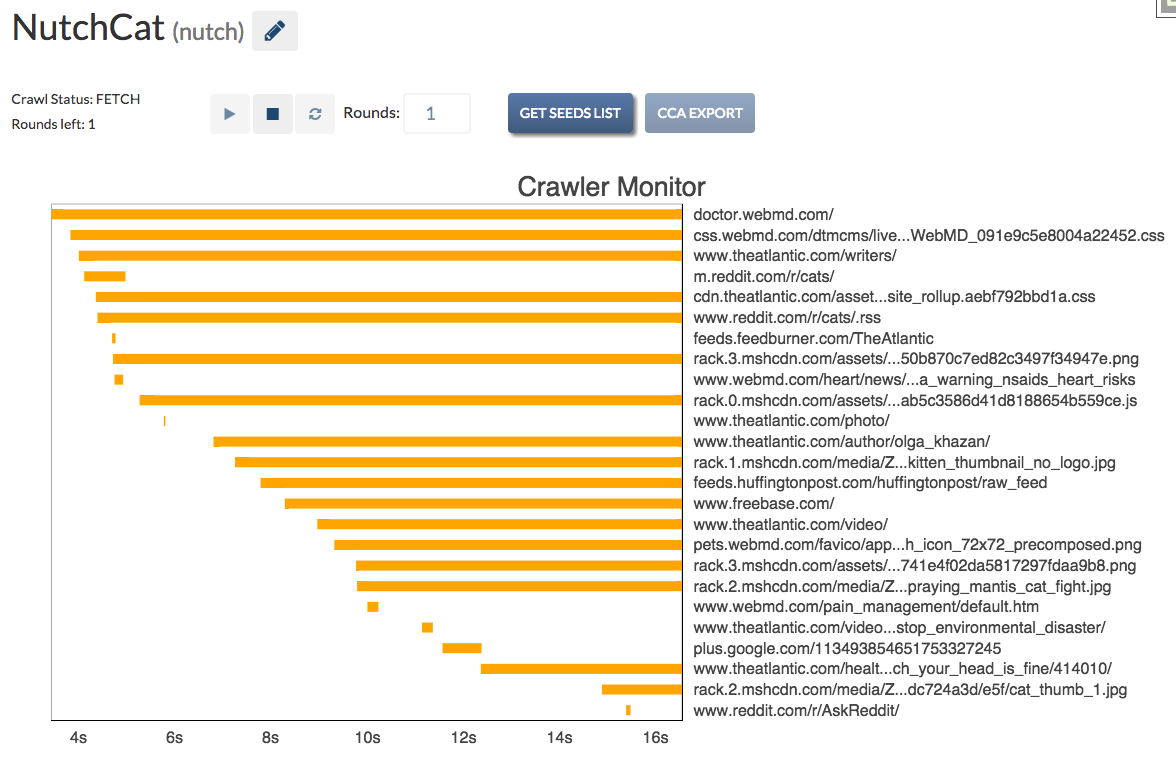 NutchCat (nutch)
Crawl Status: FETCH
Rounds left: 1
Rounds: 1
GET SEEDS LIST
CCA EXPORT
Crawler Monitor
doctor.webmd.com/
css.webmd.com/dtmcms/live...WebMD_091e9c5e8004a22452.css
www.theatlantic.com/writers/
m.reddit.com/r/cats/
cdn.theatlantic.com/asset...site_rollup.aebf792bbd1a.css
www.reddit.com/r/cats/.rss
feeds.feedburner.com/TheAtlantic
rack.3.mshcdn.com/assets/...50b870c7ed82c3497f34947e.png
www.webmd.com/heart/news/...a_warning_nsaids_heart_risks
rack.0.mshcdn.com/assets/...ab5c3586d41d8188654b559ce.js
www.theatlantic.com/photo/
www.theatlantic.com/author/olga_khazan/
rack.1.mshcdn.com/media/Z...kitten_thumbnail_no_logo.jpg
feeds.huffingtonpost.com/huffingtonpost/raw_feed
www.freebase.com/
www.theatlantic.com/video/
pets.webmd.com/favico/app...h_icon_72x72_precomposed.png
rack.3.mshcdn.com/assets/...741e4f02da5817297fdaa9b8.png
rack.2.mshcdn.com/media/Z...praying_mantis_cat_fight.jpg
www.webmd.com/pain_management/default.htm
www.theatlantic.com/video...stop_environmental_disaster/
plus.google.com/113493854651753327245
www.theatlantic.com/healt...ch_your_head_is_fine/414010/
rack.2.mshcdn.com/media/Z...dc724a3d/e5f/cat_thumb_1.jpg
www.reddit.com/r/AskReddit/
4s 6s 8s 10s 12s 14s 16s